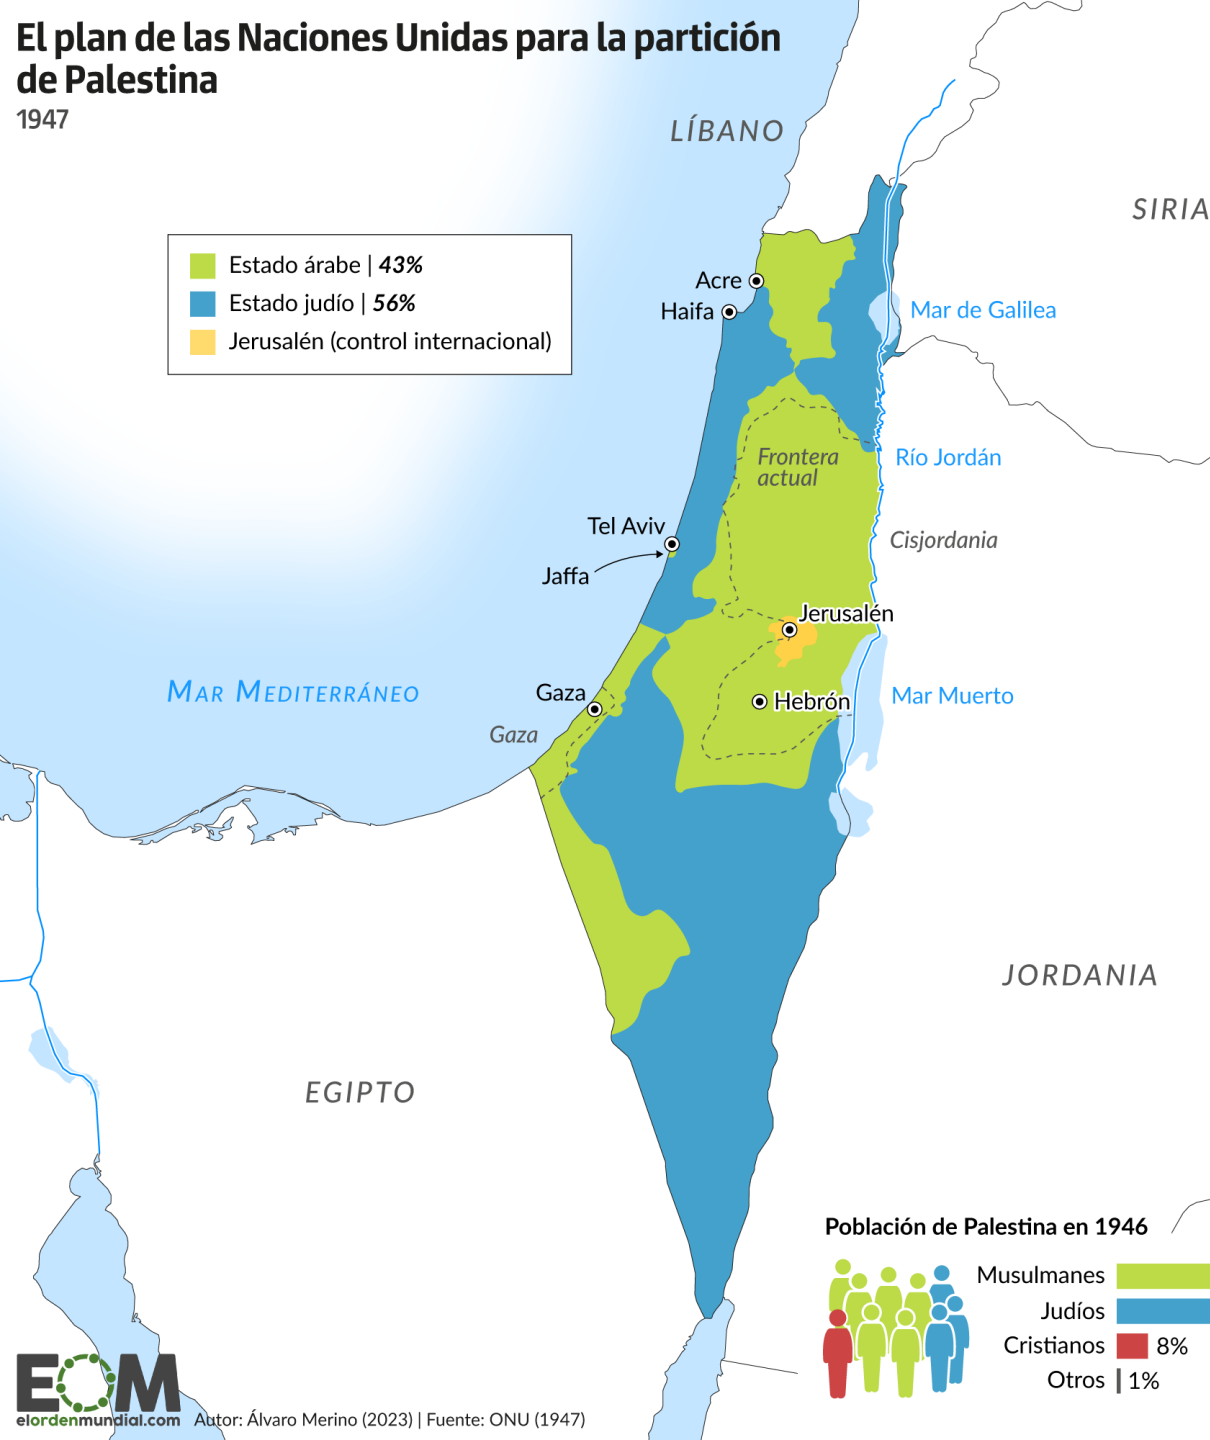 El plan de las Naciones Unidas para la partición
de Palestina
1947
LÍBANO
SIRIA
Estado árabe | 43%
Estado judío | 56%
Jerusalén (control internacional)
Acre
Haifa
Mar de Galilea
Frontera
actual
Río Jordán
Tel Aviv
Cisjordania
Jaffa
Jerusalén
MAR MEDITERRÁNEO
Gaza
Hebrón
Mar Muerto
Gaza
JORDANIA
EGIPTO
Población de Palestina en 1946
Musulmanes
Judíos
Cristianos 8%
Otros 1%
EOM
elordenmundial.com
Autor: Álvaro Merino (2023) | Fuente: ONU (1947)